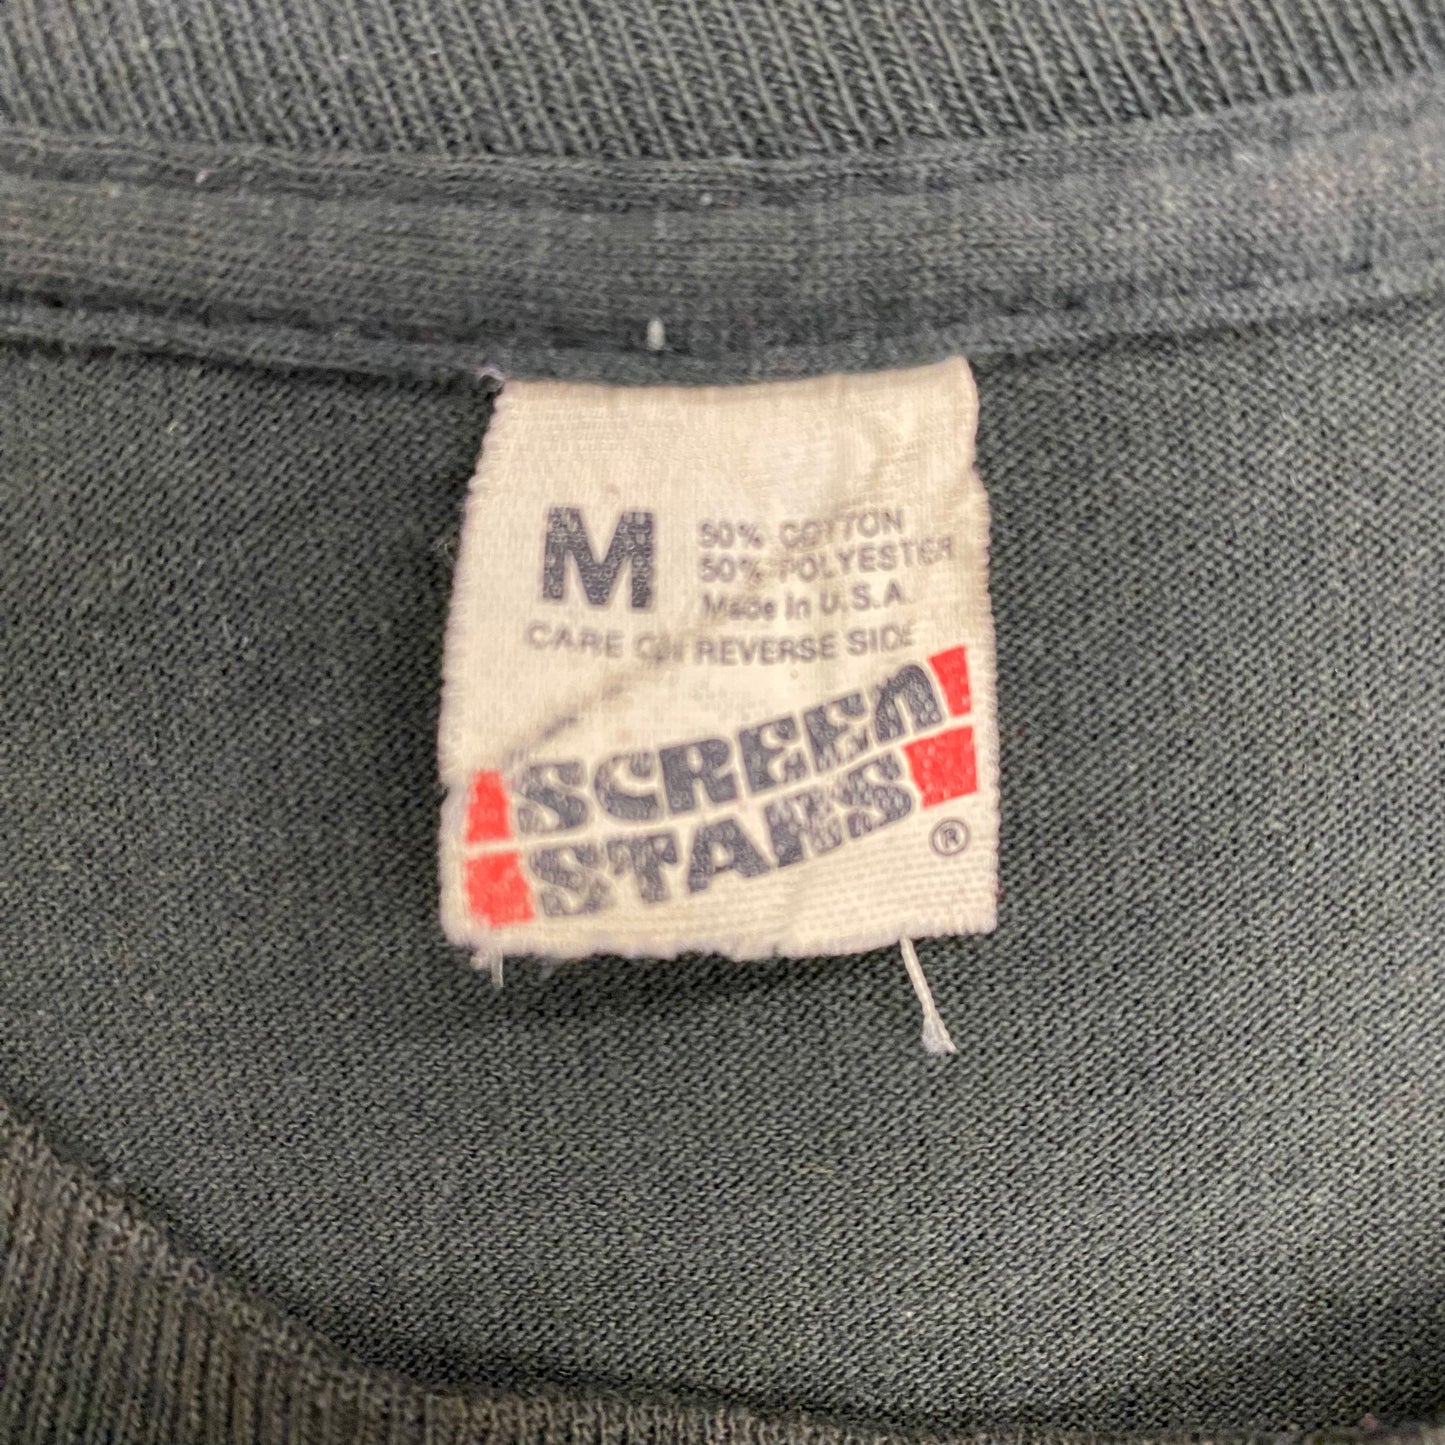 M
50% COTTON
50% POLYESTER
Made In U.S.A.
CARE ON REVERSE SIDE
SCREEN
STARS ®